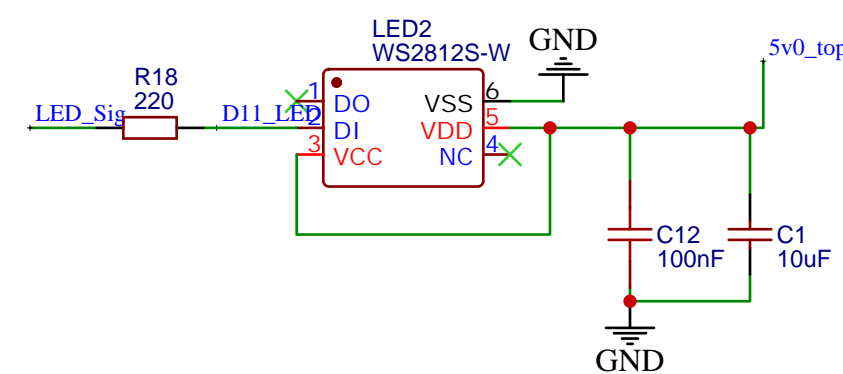 LED2
WS2812S-W
GND
5v0_top
R18
220
LED_Sig
D11_LED
1
DO
2
DI
3
VCC
VSS
6
VDD
5
NC
4
C12
100nF
C1
10uF
GND